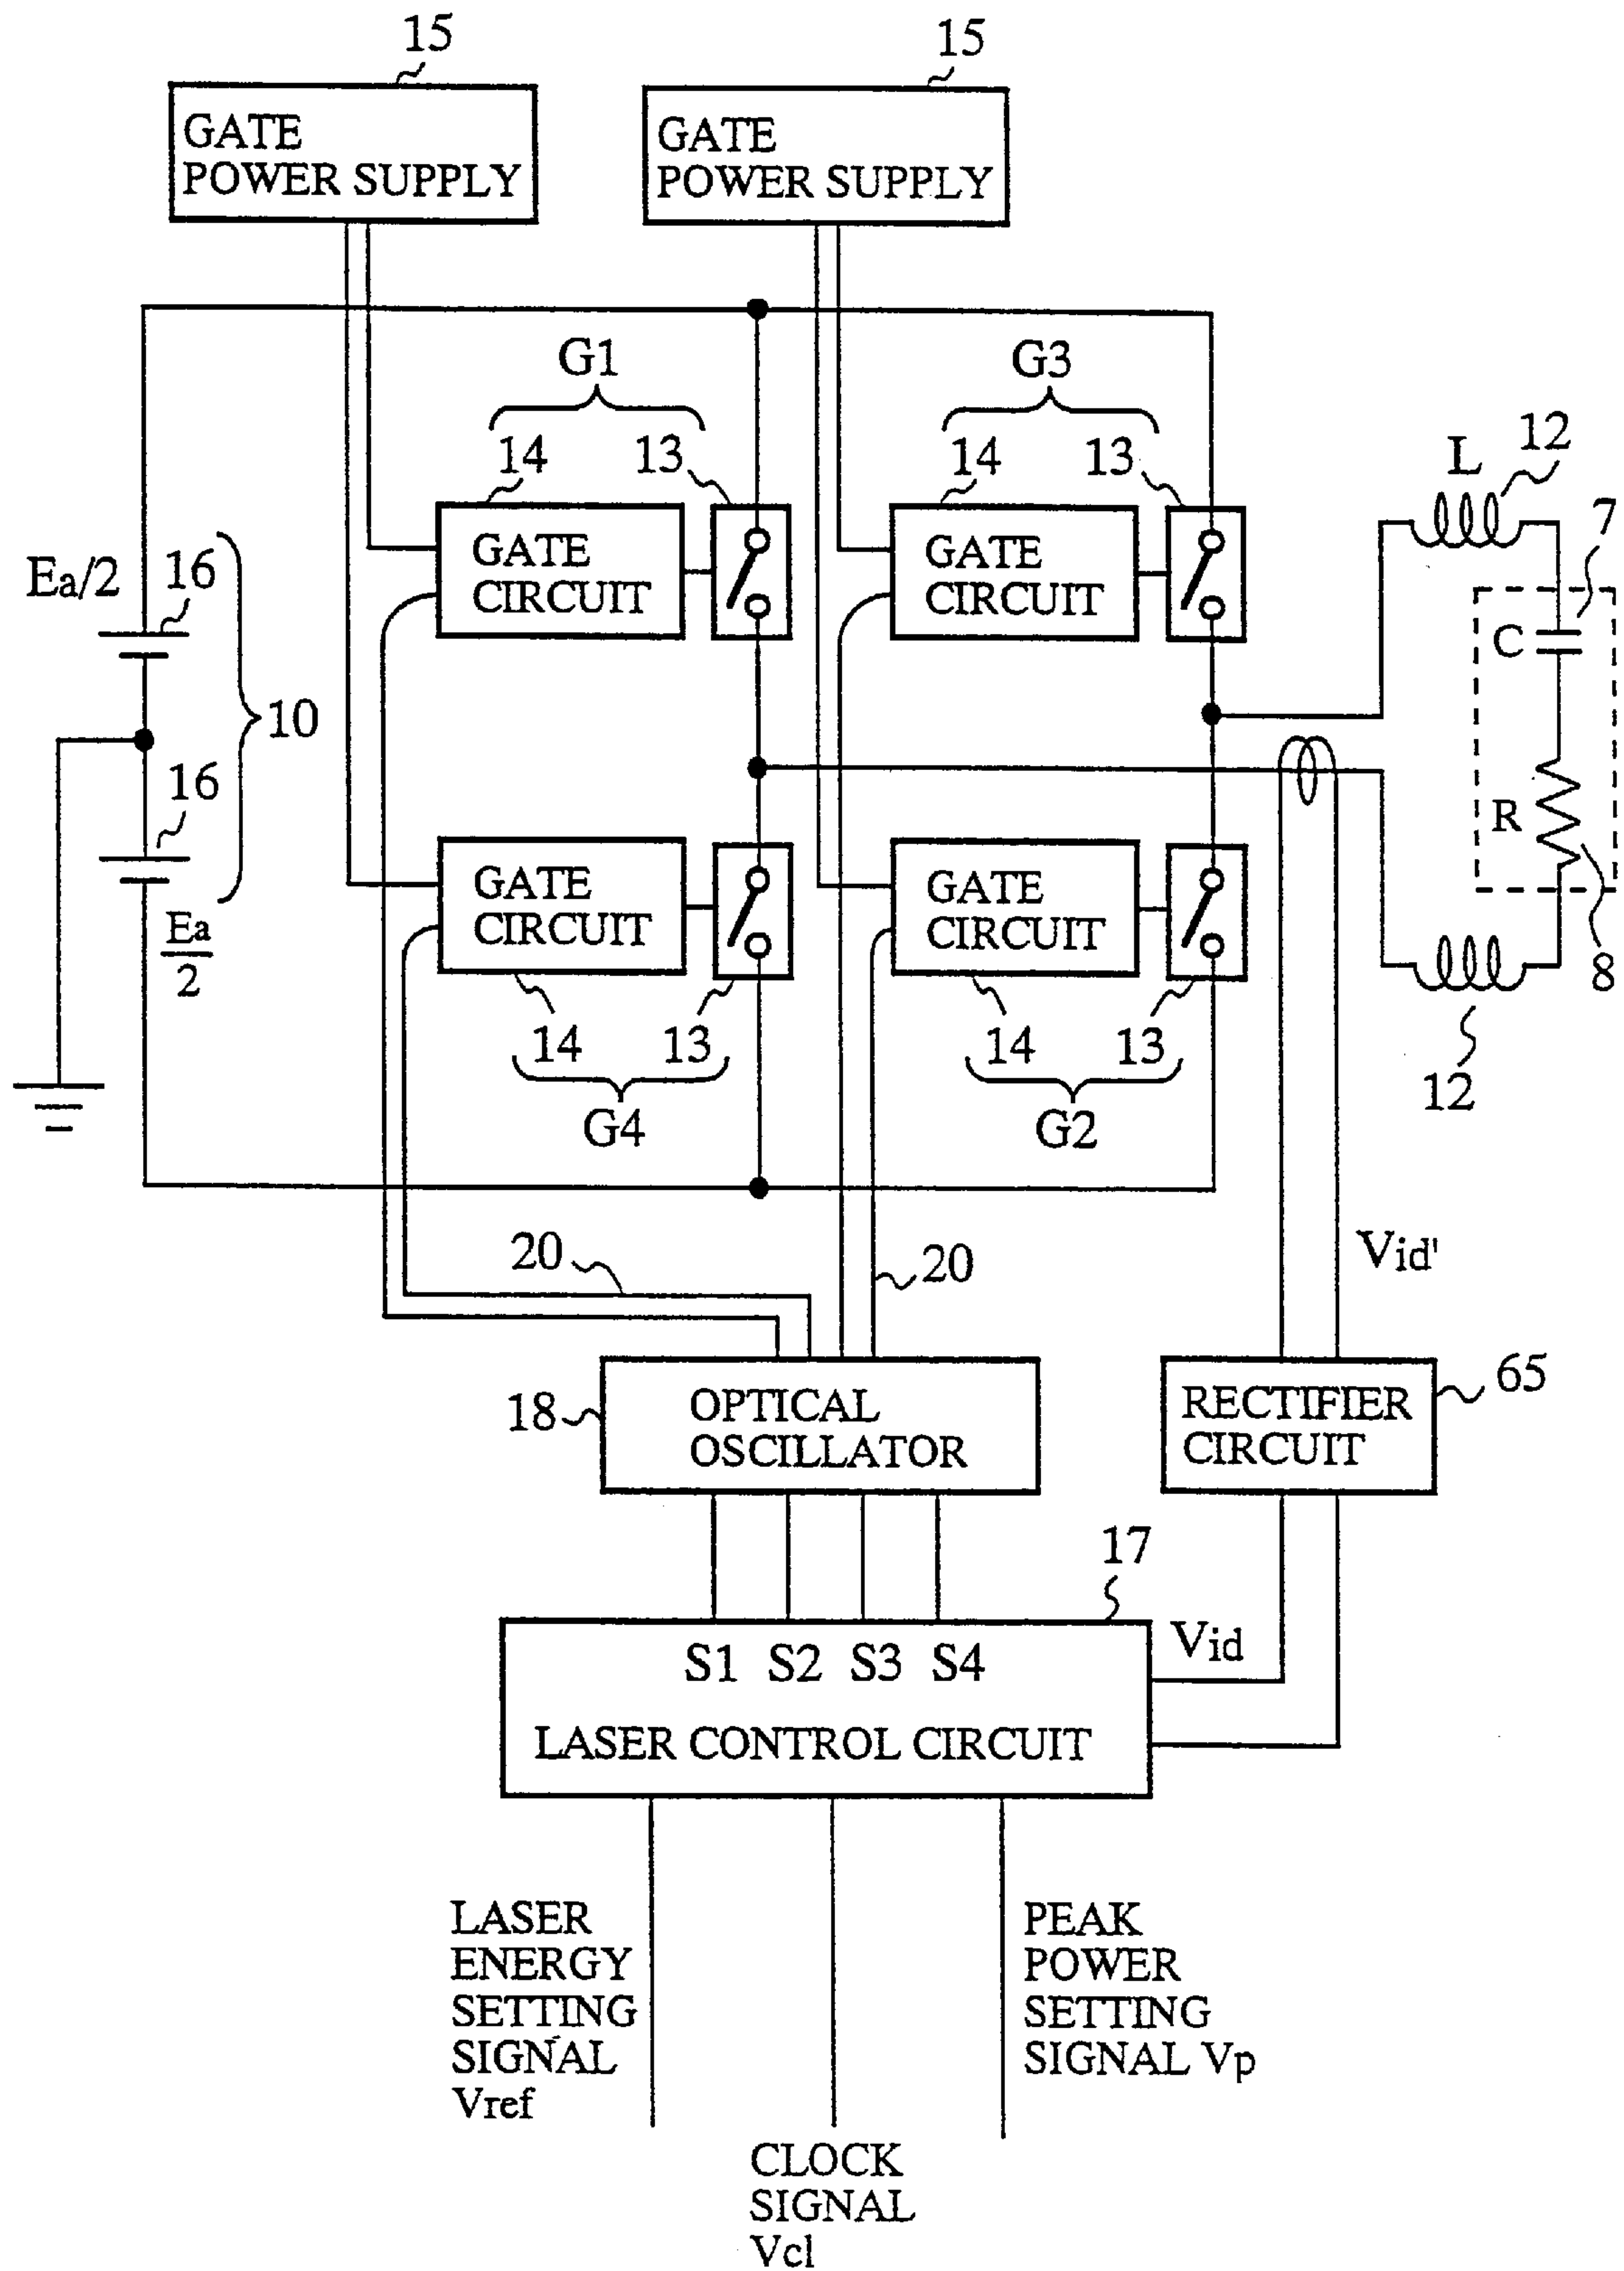 15
15
GATE
POWER SUPPLY
GATE
POWER SUPPLY
G1
G3
14
13
14
13
L
12
7
GATE
CIRCUIT
GATE
CIRCUIT
Ea/2
16
C
10
16
R
GATE
CIRCUIT
GATE
CIRCUIT
Ea
2
8
14
13
14
13
12
G4
G2
20
20
Vid'
18
OPTICAL
OSCILLATOR
RECTIFIER
CIRCUIT
65
17
S1 S2 S3 S4
Vid
LASER CONTROL CIRCUIT
LASER
ENERGY
SETTING
SIGNAL
Vref
PEAK
POWER
SETTING
SIGNAL Vp
CLOCK
SIGNAL
Vcl